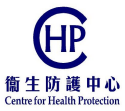 CHP
衞生防護中心
Centre for Health Protection